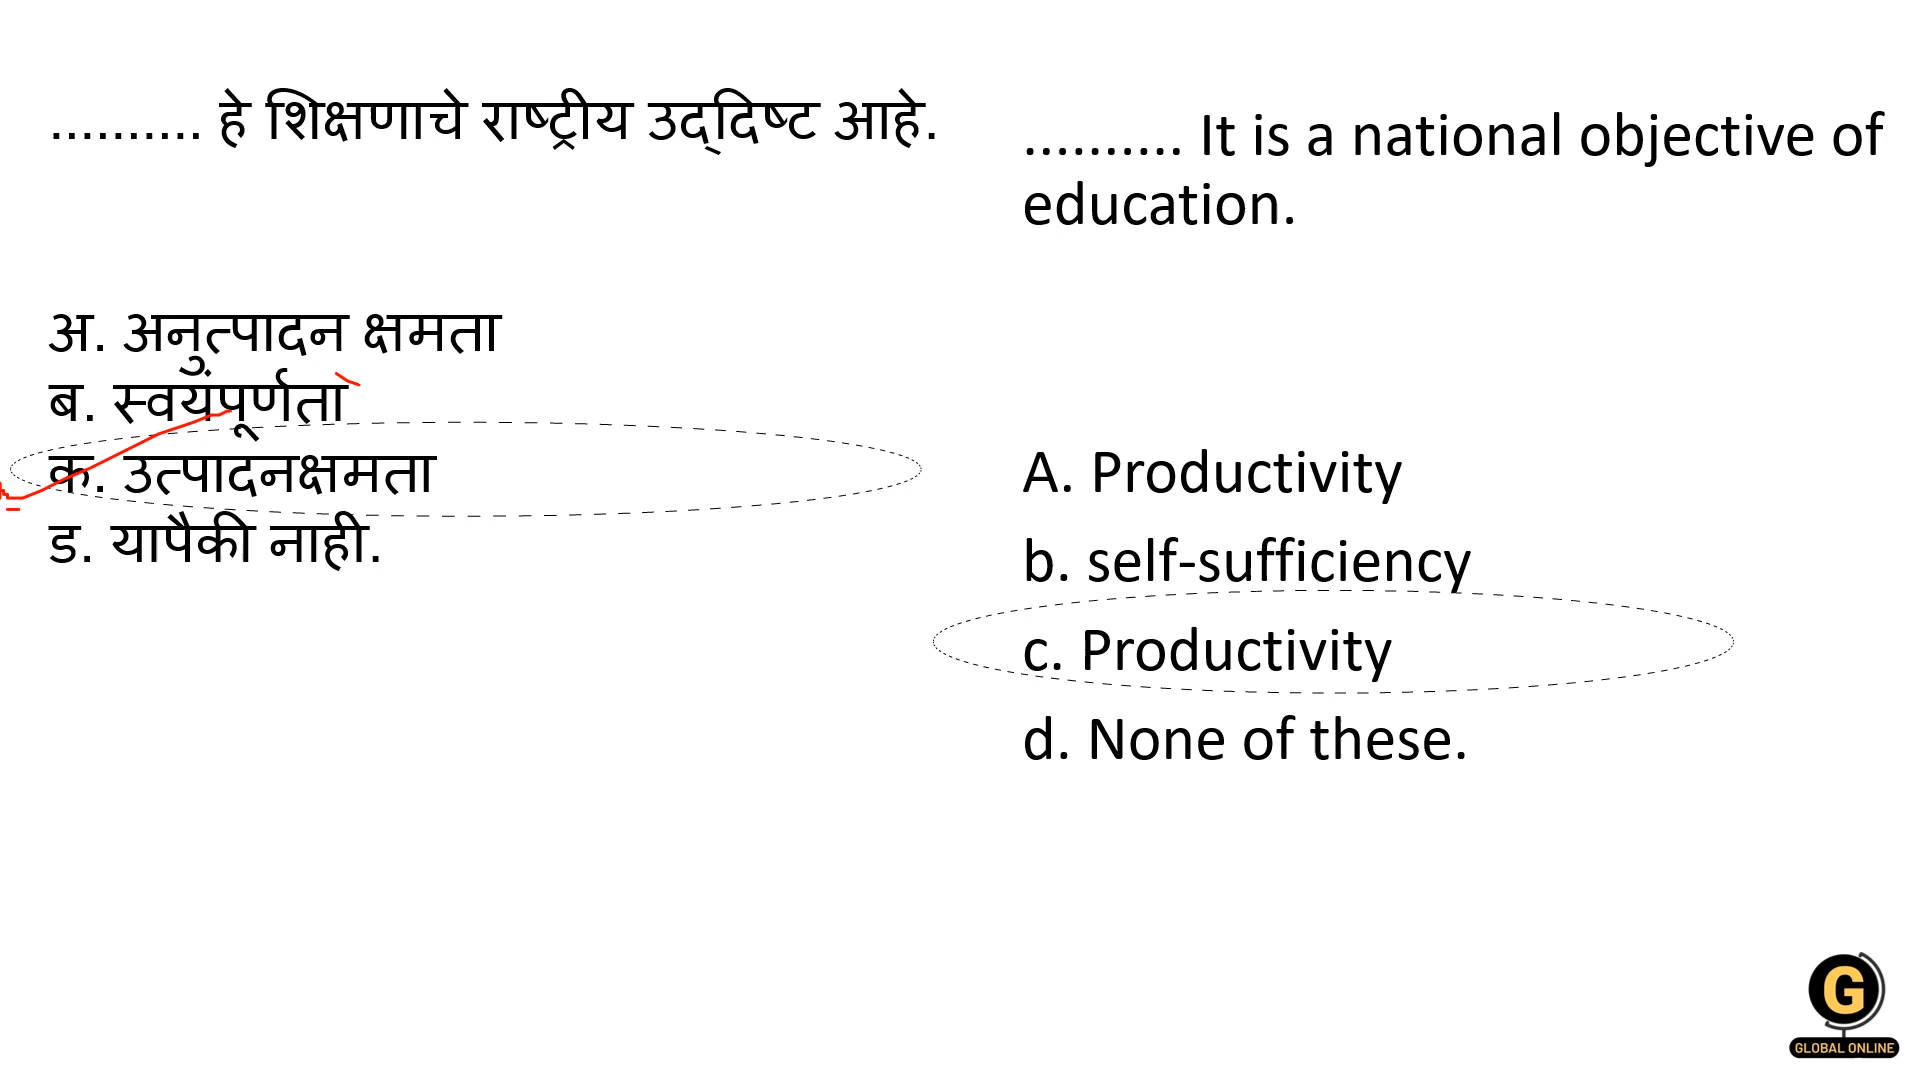 .......... हे शिक्षणाचे राष्ट्रीय उद्दिष्ट आहे.
अ. अनुत्पादन क्षमता
ब. स्वयंपूर्णता
क. उत्पादनक्षमता
ड. यापैकी नाही.
.......... It is a national objective of
education.
A. Productivity
b. self-sufficiency
c. Productivity
d. None of these.
G
GLOBAL ONLINE